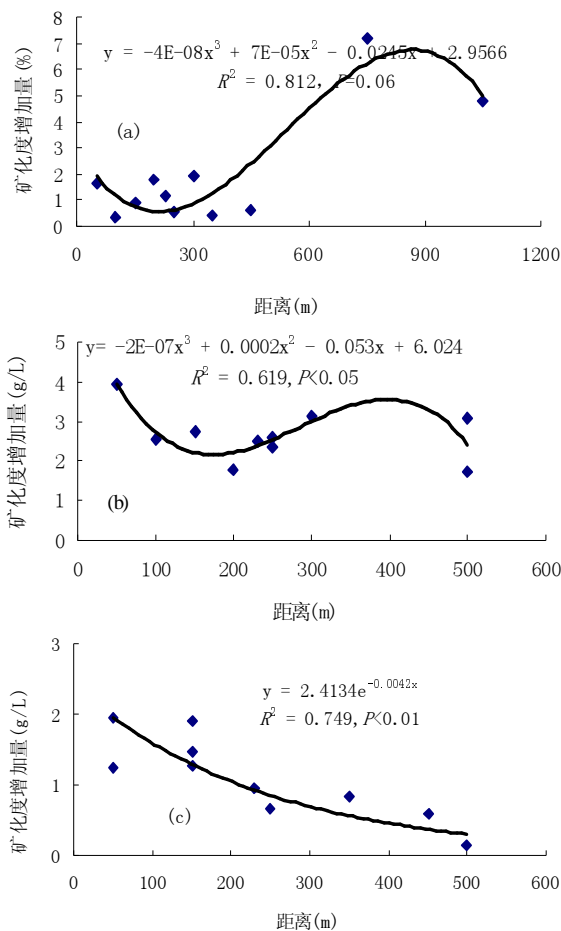 8
7
6
5
4
3
2
1
0
矿化度增加量(%)
y = -4E-08x³ + 7E-05x² - 0.0245x + 2.9566
R² = 0.812, P=0.06
(a)
0 300 600 900 1200
距离(m)
5
4
3
2
1
0
矿化度增加量(g/L)
y= -2E-07x³ + 0.0002x² - 0.053x + 6.024
R² = 0.619,P<0.05
(b)
0 100 200 300 400 500 600
距离(m)
3
2
1
0
矿化度增加量(g/L)
y = 2.4134e^-0.0042x
R² = 0.749,P<0.01
(c)
0 100 200 300 400 500 600
距离(m)